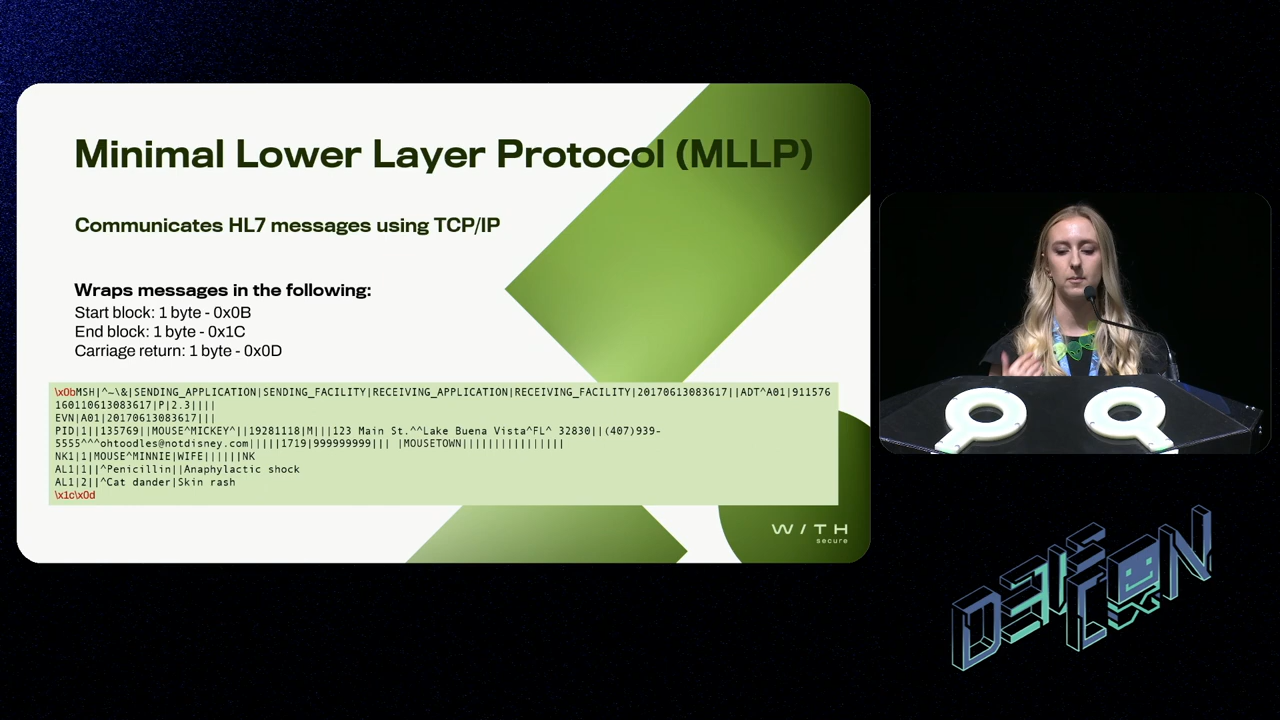 Minimal Lower Layer Protocol (MLLP)
Communicates HL7 messages using TCP/IP
Wraps messages in the following:
Start block: 1 byte - 0x0B
End block: 1 byte - 0x1C
Carriage return: 1 byte - 0x0D
\x0bMSH|^~\&|SENDING_APPLICATION|SENDING_FACILITY|RECEIVING_APPLICATION|RECEIVING_FACILITY|20170613083617||ADT^A01|911576
160110613083617|P|2.3||||
EVN|A01|20170613083617|||
PID|1||135769||MOUSE^MICKEY^||19281118|M|||123 Main St.^^Lake Buena Vista^FL^ 32830||(407)939-
5555^^^ohtoodles@notdisney.com|||||1719|999999999||| |MOUSETOWN||||||||||||||||
NK1|1|MOUSE^MINNIE|WIFE||||||NK
AL1|1||^Penicillin||Anaphylactic shock
AL1|2||^Cat dander|Skin rash
\x1c\x0d
W/TH
secure
DEF
CON